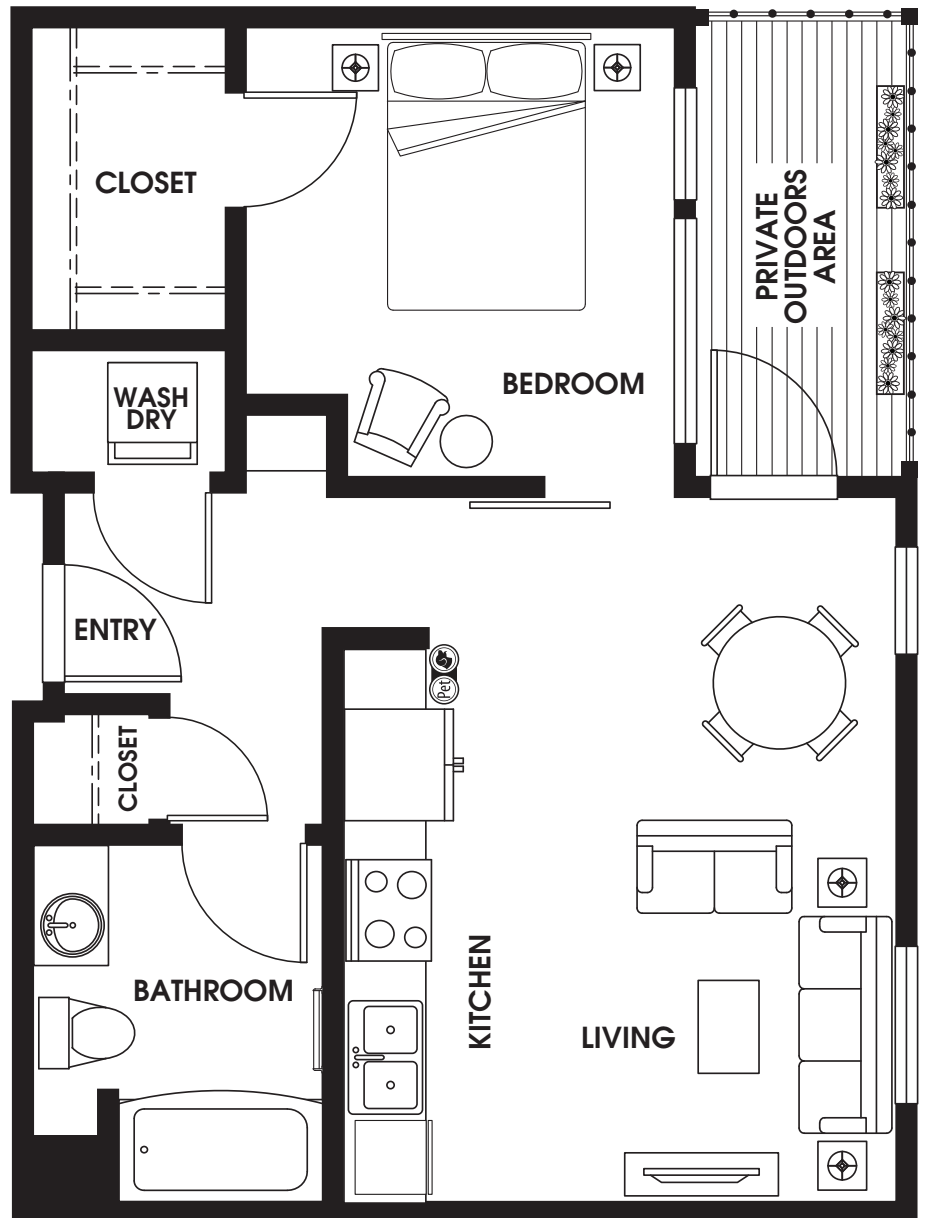 CLOSET
PRIVATE
OUTDOORS
AREA
BEDROOM
WASH
DRY
ENTRY
Pet
CLOSET
BATHROOM
KITCHEN
LIVING